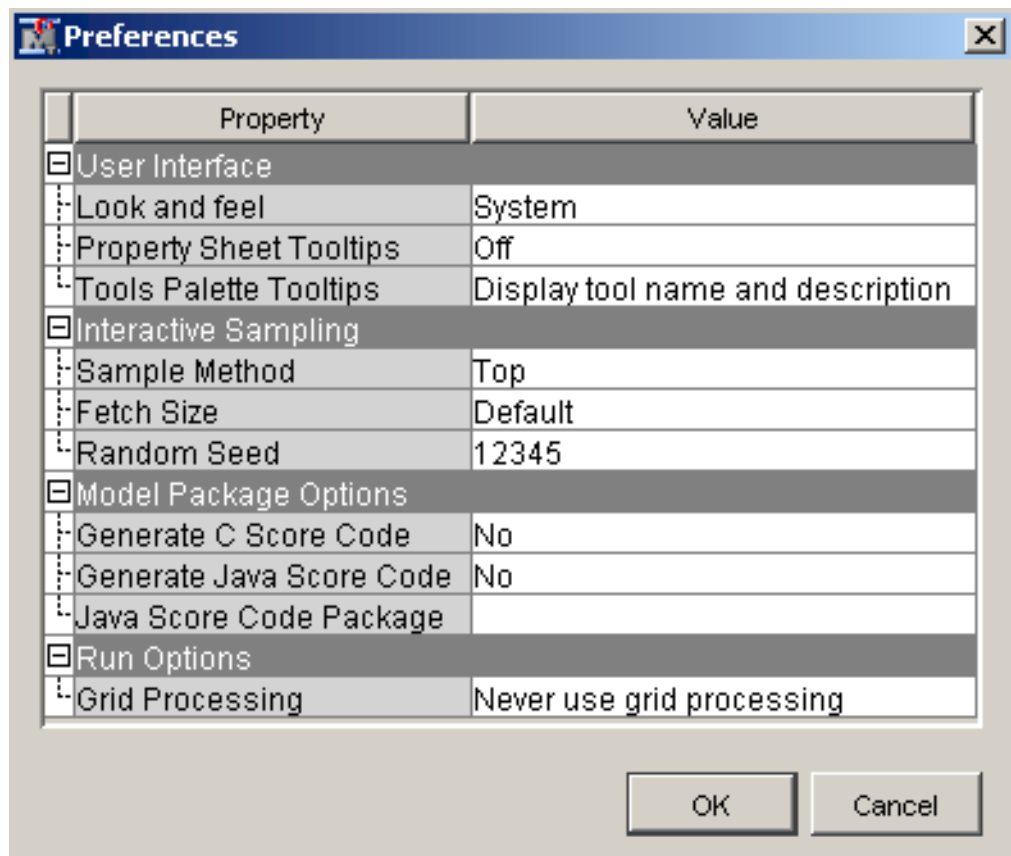 Preferences
Property Value
User Interface
Look and feel System
Property Sheet Tooltips Off
Tools Palette Tooltips Display tool name and description
Interactive Sampling
Sample Method Top
Fetch Size Default
Random Seed 12345
Model Package Options
Generate C Score Code No
Generate Java Score Code No
Java Score Code Package
Run Options
Grid Processing Never use grid processing
OK Cancel